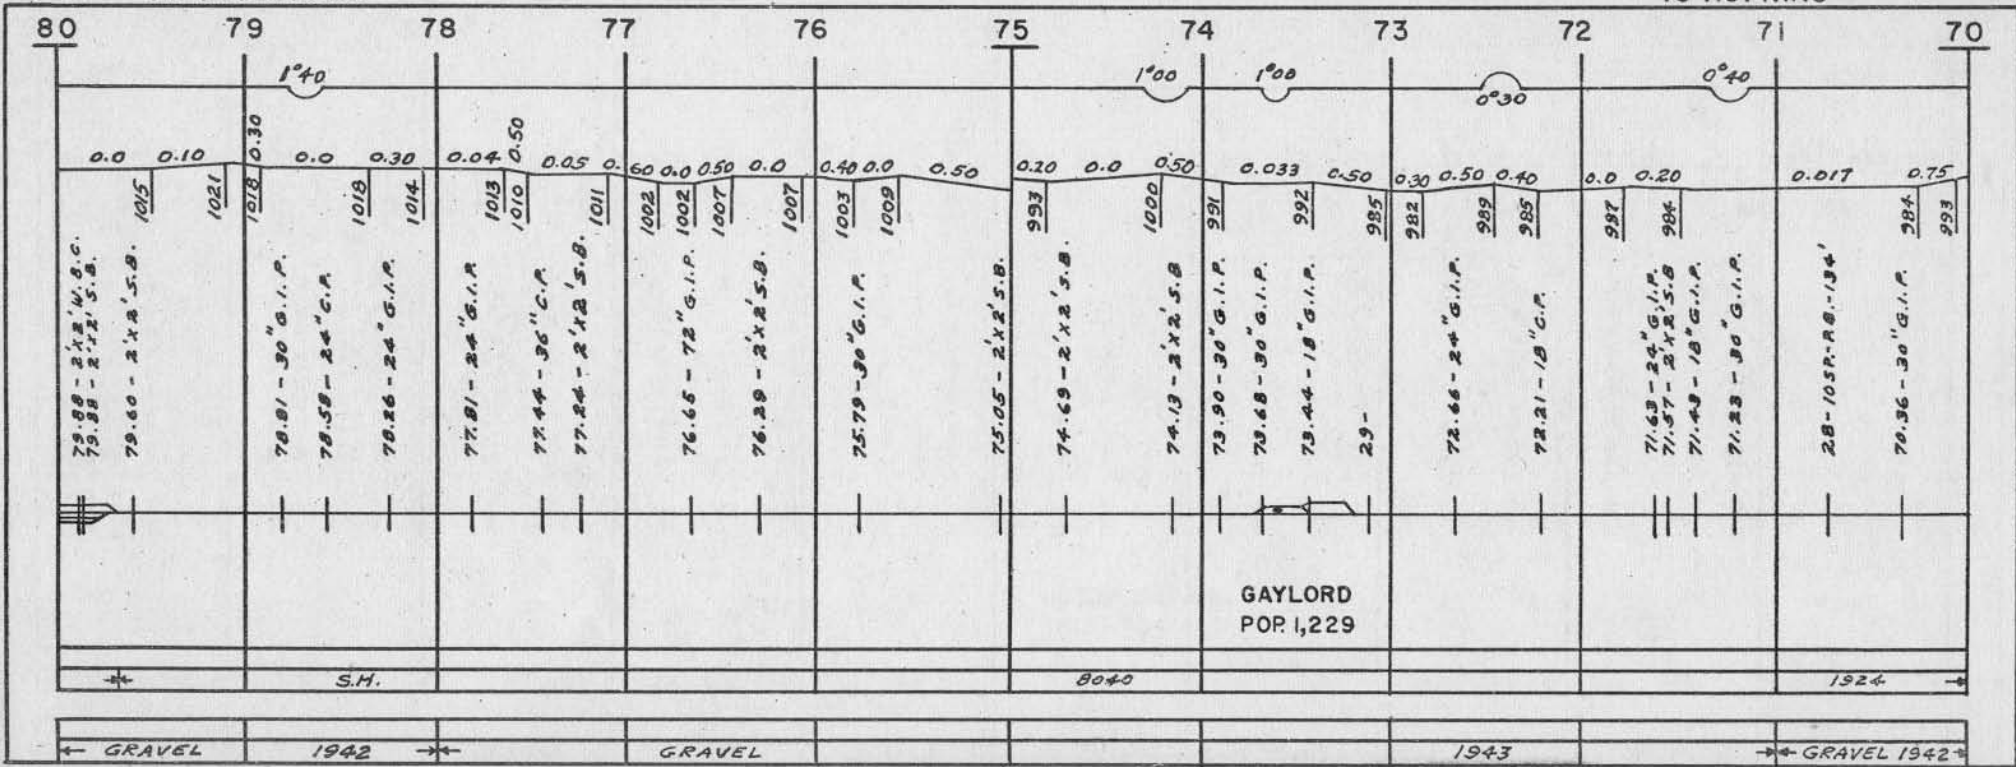 80 79 78 77 76 75 74 73 72 71 70
1°40 1°00 1°00 0°30 0°40
0.0 0.10 0.30 0.0 0.30 0.04 0.50 0.05 0.60 0.0 0.50 0.0 0.40 0.0 0.50 0.20 0.0 0.50 0.033 0.50 0.30 0.50 0.40 0.0 0.20 0.017 0.75
1015 1021 1018 1018 1014 1013 1010 1011 1002 1002 1007 1007 1003 1009 993 1000 991 992 985 982 989 985 987 984 984 993
79.88 - 2'X2' W.B.C.
79.88 - 2'X2' S.B.
79.60 - 2'X2' S.B.
78.81 - 30" G.I.P.
78.58 - 24" C.P.
78.26 - 24" G.I.P.
77.81 - 24" G.I.P.
77.44 - 36" C.P.
77.24 - 2'X2' S.B.
76.65 - 72" G.I.P.
76.29 - 2'X2' S.B.
75.79 - 30" G.I.P.
75.05 - 2'X2' S.B.
74.69 - 2'X2' S.B.
74.13 - 2'X2' S.B.
73.90 - 30" G.I.P.
73.68 - 30" G.I.P.
73.44 - 18" G.I.P.
29 -
72.66 - 24" G.I.P.
72.21 - 18" C.P.
71.63 - 24" G.I.P.
71.57 - 2'X2' S.B
71.43 - 18" G.I.P.
71.23 - 30" G.I.P.
28 - 10SP. - RB. - 134'
70.36 - 30" G.I.P.
GAYLORD
POP. 1,229
S.H. 8040 1924
GRAVEL 1942 GRAVEL 1943 GRAVEL 1942